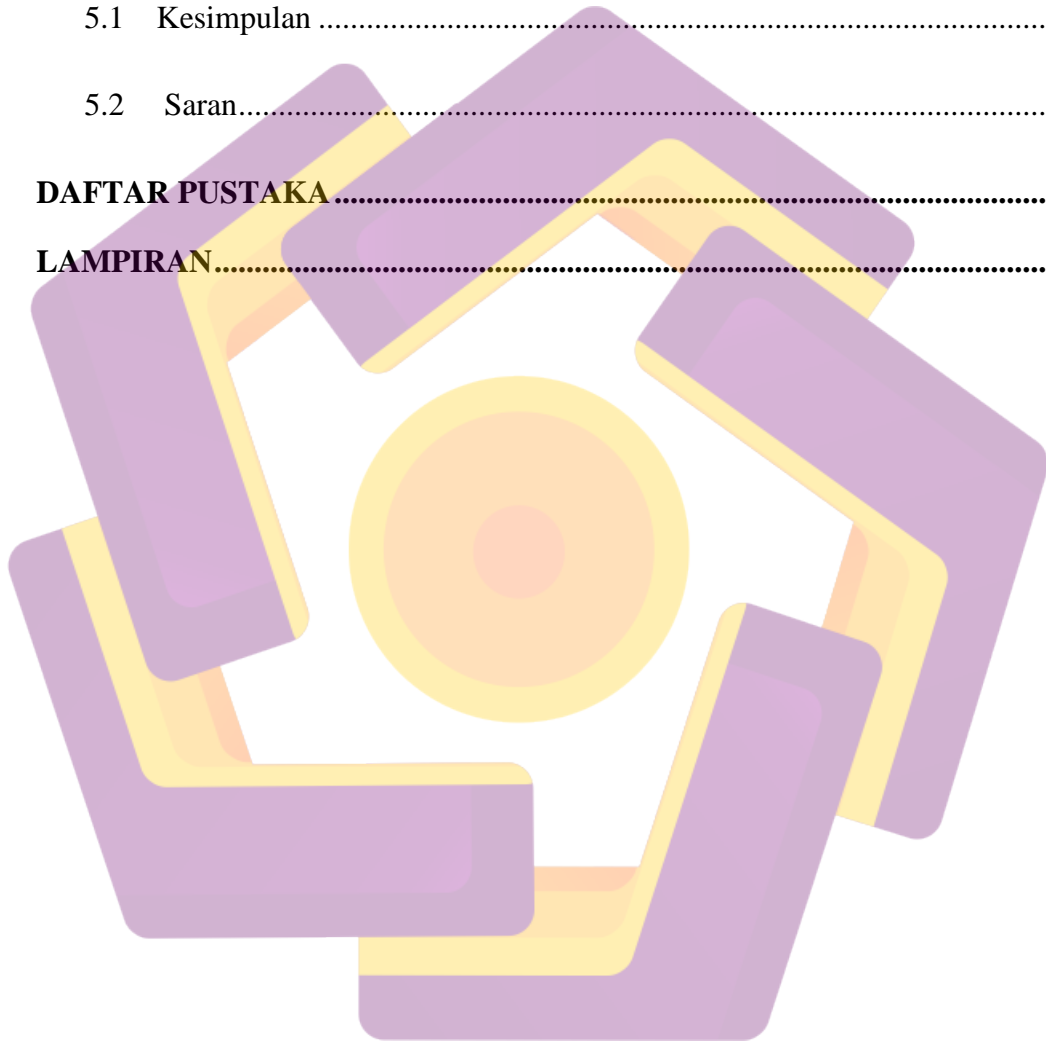 5.1 Kesimpulan ........................................................................................
5.2 Saran..................................................................................................
DAFTAR PUSTAKA.........................................................................................
LAMPIRAN........................................................................................................